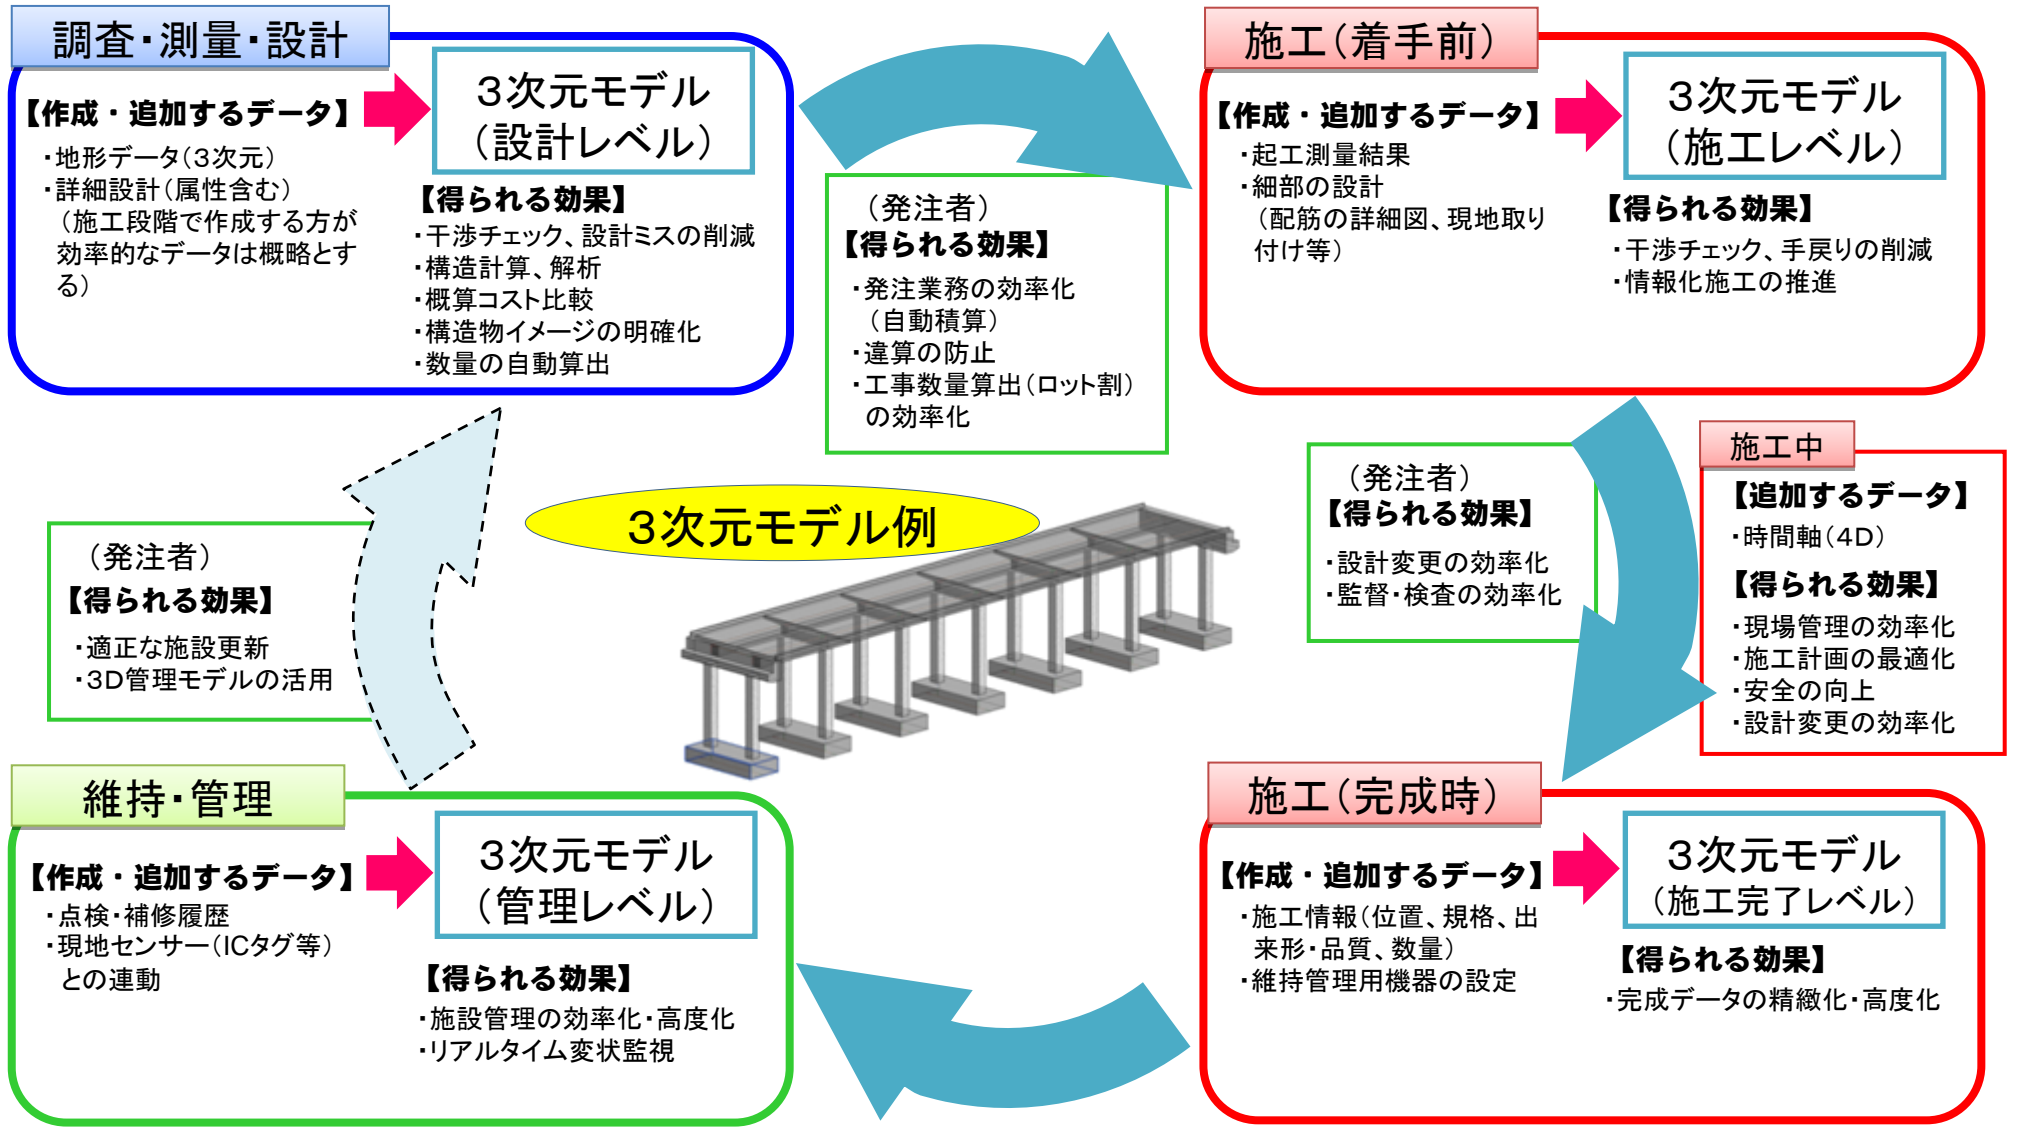 調査・測量・設計
【作成・追加するデータ】
・地形データ（３次元）
・詳細設計（属性含む）
（施工段階で作成する方が
効率的なデータは概略とす
る）
３次元モデル
（設計レベル）
【得られる効果】
・干渉チェック、設計ミスの削減
・構造計算、解析
・概算コスト比較
・構造物イメージの明確化
・数量の自動算出
（発注者）
【得られる効果】
・発注業務の効率化
（自動積算）
・違算の防止
・工事数量算出（ロット割）
の効率化
施工（着手前）
【作成・追加するデータ】
・起工測量結果
・細部の設計
（配筋の詳細図、現地取り
付け等）
３次元モデル
（施工レベル）
【得られる効果】
・干渉チェック、手戻りの削減
・情報化施工の推進
（発注者）
【得られる効果】
・設計変更の効率化
・監督・検査の効率化
施工中
【追加するデータ】
・時間軸（４Ｄ）
【得られる効果】
・現場管理の効率化
・施工計画の最適化
・安全の向上
・設計変更の効率化
３次元モデル例
（発注者）
【得られる効果】
・適正な施設更新
・３Ｄ管理モデルの活用
維持・管理
【作成・追加するデータ】
・点検・補修履歴
・現地センサー（ICタグ等）
との連動
３次元モデル
（管理レベル）
【得られる効果】
・施設管理の効率化・高度化
・リアルタイム変状監視
施工（完成時）
【作成・追加するデータ】
・施工情報（位置、規格、出
来形・品質、数量）
・維持管理用機器の設定
３次元モデル
（施工完了レベル）
【得られる効果】
・完成データの精緻化・高度化